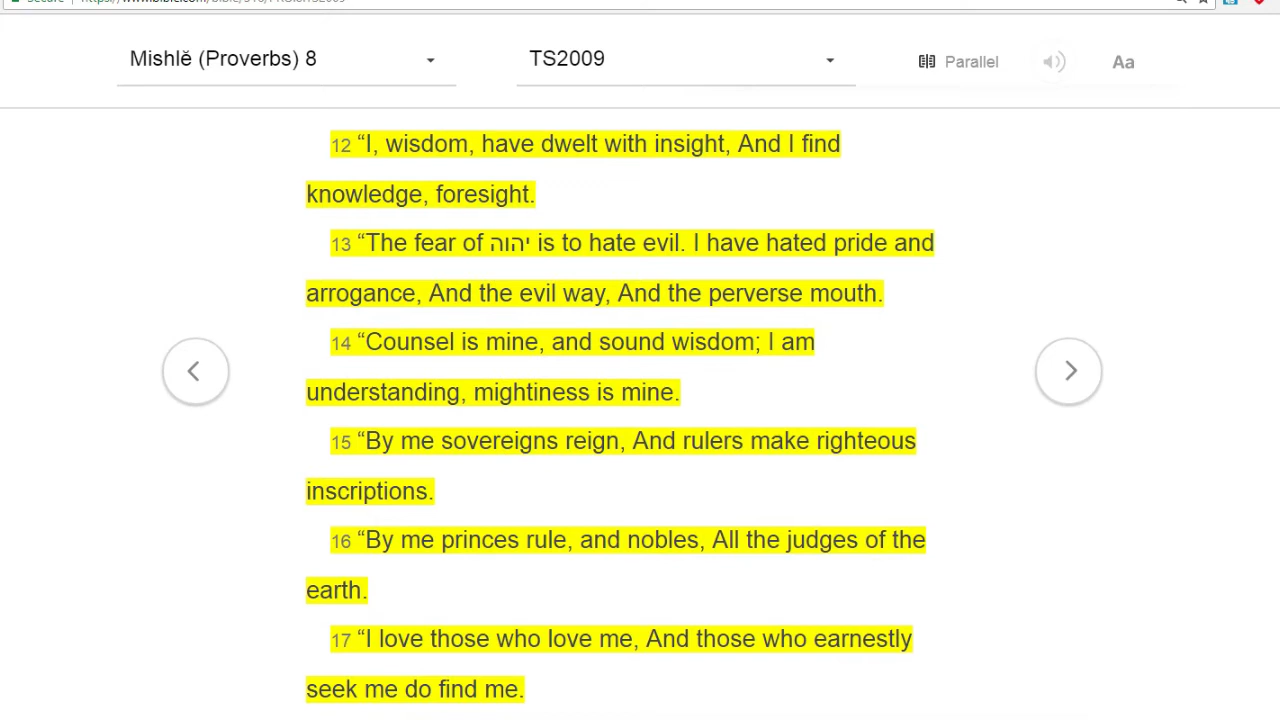 Mishlĕ (Proverbs) 8 TS2009 Parallel Aa
12 “I, wisdom, have dwelt with insight, And I find
knowledge, foresight.
13 “The fear of יהוה is to hate evil. I have hated pride and
arrogance, And the evil way, And the perverse mouth.
14 “Counsel is mine, and sound wisdom; I am
understanding, mightiness is mine.
15 “By me sovereigns reign, And rulers make righteous
inscriptions.
16 “By me princes rule, and nobles, All the judges of the
earth.
17 “I love those who love me, And those who earnestly
seek me do find me.